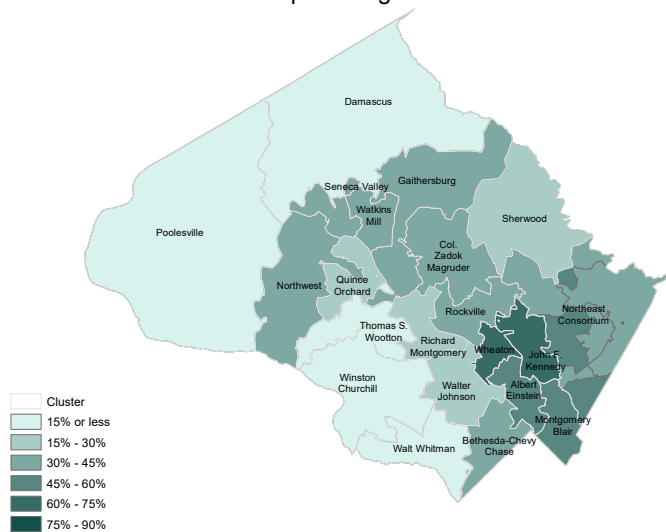 Damascus
Seneca Valley
Gaithersburg
Watkins
Mill
Sherwood
Poolesville
Col.
Zadok
Magruder
Northwest
Quince
Orchard
Rockville
Northeast
Consortium
Thomas S.
Wootton
Richard
Montgomery
Wheaton
John F.
Kennedy
Winston
Churchill
Walter
Johnson
Albert
Einstein
Montgomery
Blair
Walt Whitman
Bethesda-Chevy
Chase
Cluster
15% or less
15% - 30%
30% - 45%
45% - 60%
60% - 75%
75% - 90%